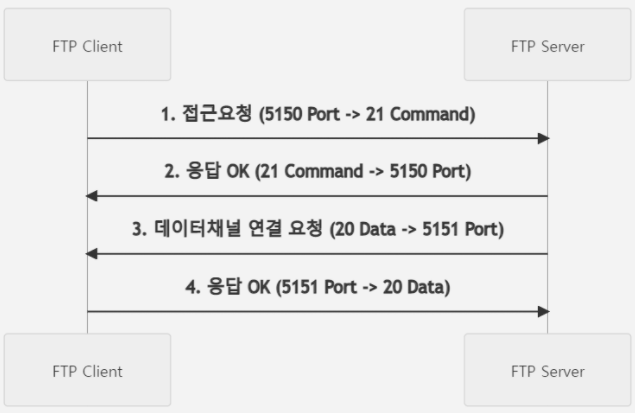 FTP Client
FTP Server
1. 접근요청 (5150 Port -> 21 Command)
2. 응답 OK (21 Command -> 5150 Port)
3. 데이터채널 연결 요청 (20 Data -> 5151 Port)
4. 응답 OK (5151 Port -> 20 Data)
FTP Client
FTP Server